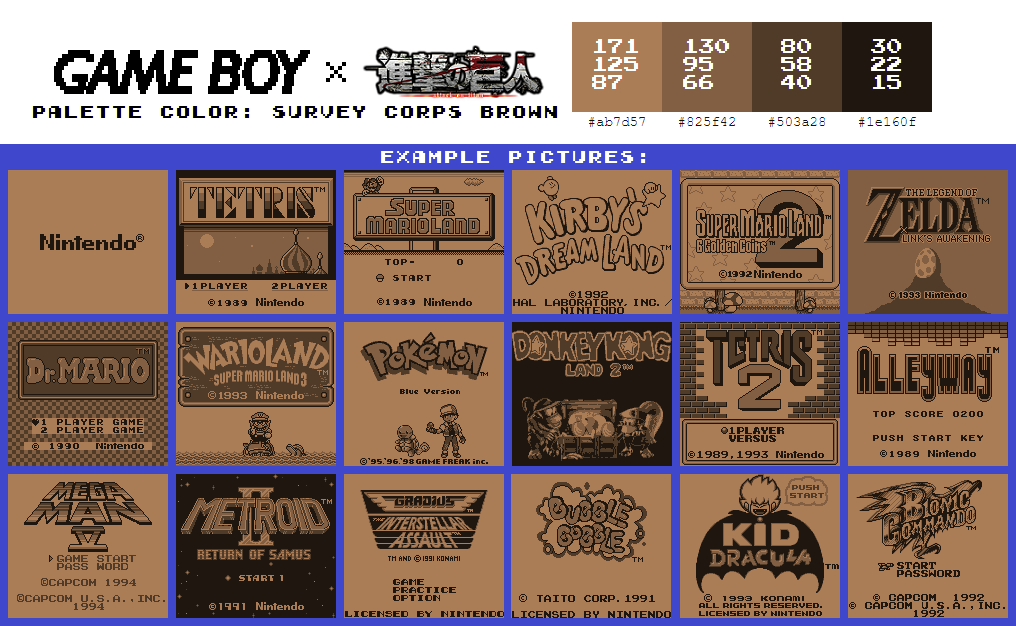 GAME BOY × 進撃の巨人
PALETTE COLOR: SURVEY CORPS BROWN
171
125
87
130
95
66
80
58
40
30
22
15
#ab7d57 #825f42 #503a28 #1e160f
EXAMPLE PICTURES:
Nintendo®
TETRIS™
1PLAYER 2PLAYER
©1989 Nintendo
SUPER
MARIOLAND
TOP- 0
START
©1989 Nintendo
KIRBY'S
DREAM LAND™
©1992
HAL LABORATORY, INC. /
NINTENDO
SUPER MARIO LAND™
2
6 Golden Coins™
©1992 Nintendo
THE LEGEND OF
ZELDA™
LINK'S AWAKENING
© 1993 Nintendo
DR. MARIO™
1 PLAYER GAME
2 PLAYER GAME
© 1990 Nintendo
WARIOLAND
SUPER MARIO LAND 3™
©1993 Nintendo
POKéMON™
Blue Version
©'95.'96.'98 GAME FREAK inc.
DONKEY KONG
LAND 2™
TETRIS™
2
1PLAYER
VERSUS
©1989,1993 Nintendo
ALLEYWAY™
TOP SCORE 0200
PUSH START KEY
©1989 Nintendo
MEGA
MAN
IV
GAME START
PASS WORD
©CAPCOM 1994
©CAPCOM U.S.A.,INC.
1994
METROID™
II
RETURN OF SAMUS
START 1
©1991 Nintendo
GRADIUS
THE INTERSTELLAR
ASSAULT™
TM AND © 1991 KONAMI
GAME
PRACTICE
OPTION
LICENSED BY NINTENDO
BUBBLE
BOBBLE™
© TAITO CORP. 1991
LICENSED BY NINTENDO
PUSH
START
KID
DRACULA™
© 1993 KONAMI
ALL RIGHTS RESERVED.
LICENSED BY NINTENDO
BIONIC
COMMANDO™
START
PASSWORD
© CAPCOM 1992
© CAPCOM U.S.A.,INC.
1992